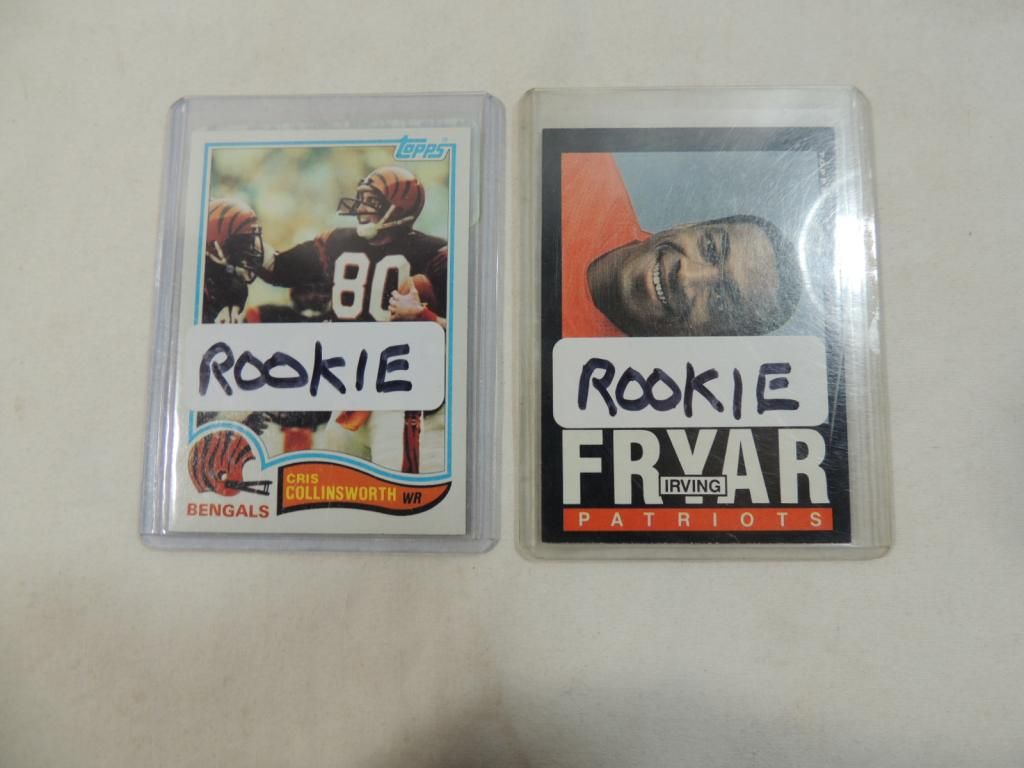 topps
80
ROOKIE
CRIS
COLLINSWORTH WR
BENGALS
ROOKIE
FRYAR
IRVING
PATRIOTS